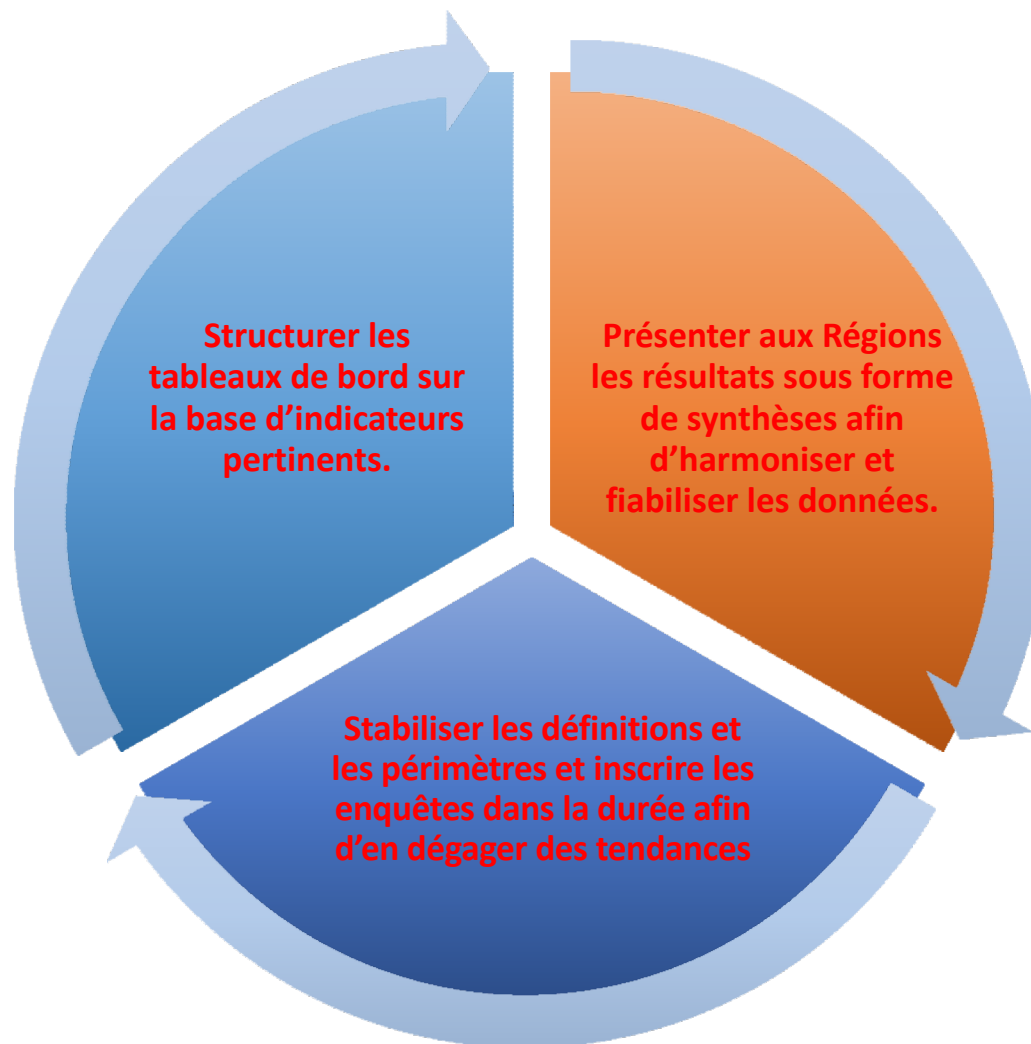 Structurer les
tableaux de bord sur
la base d’indicateurs
pertinents.
Présenter aux Régions
les résultats sous forme
de synthèses afin
d’harmoniser et
fiabiliser les données.
Stabiliser les définitions et
les périmètres et inscrire les
enquêtes dans la durée afin
d’en dégager des tendances